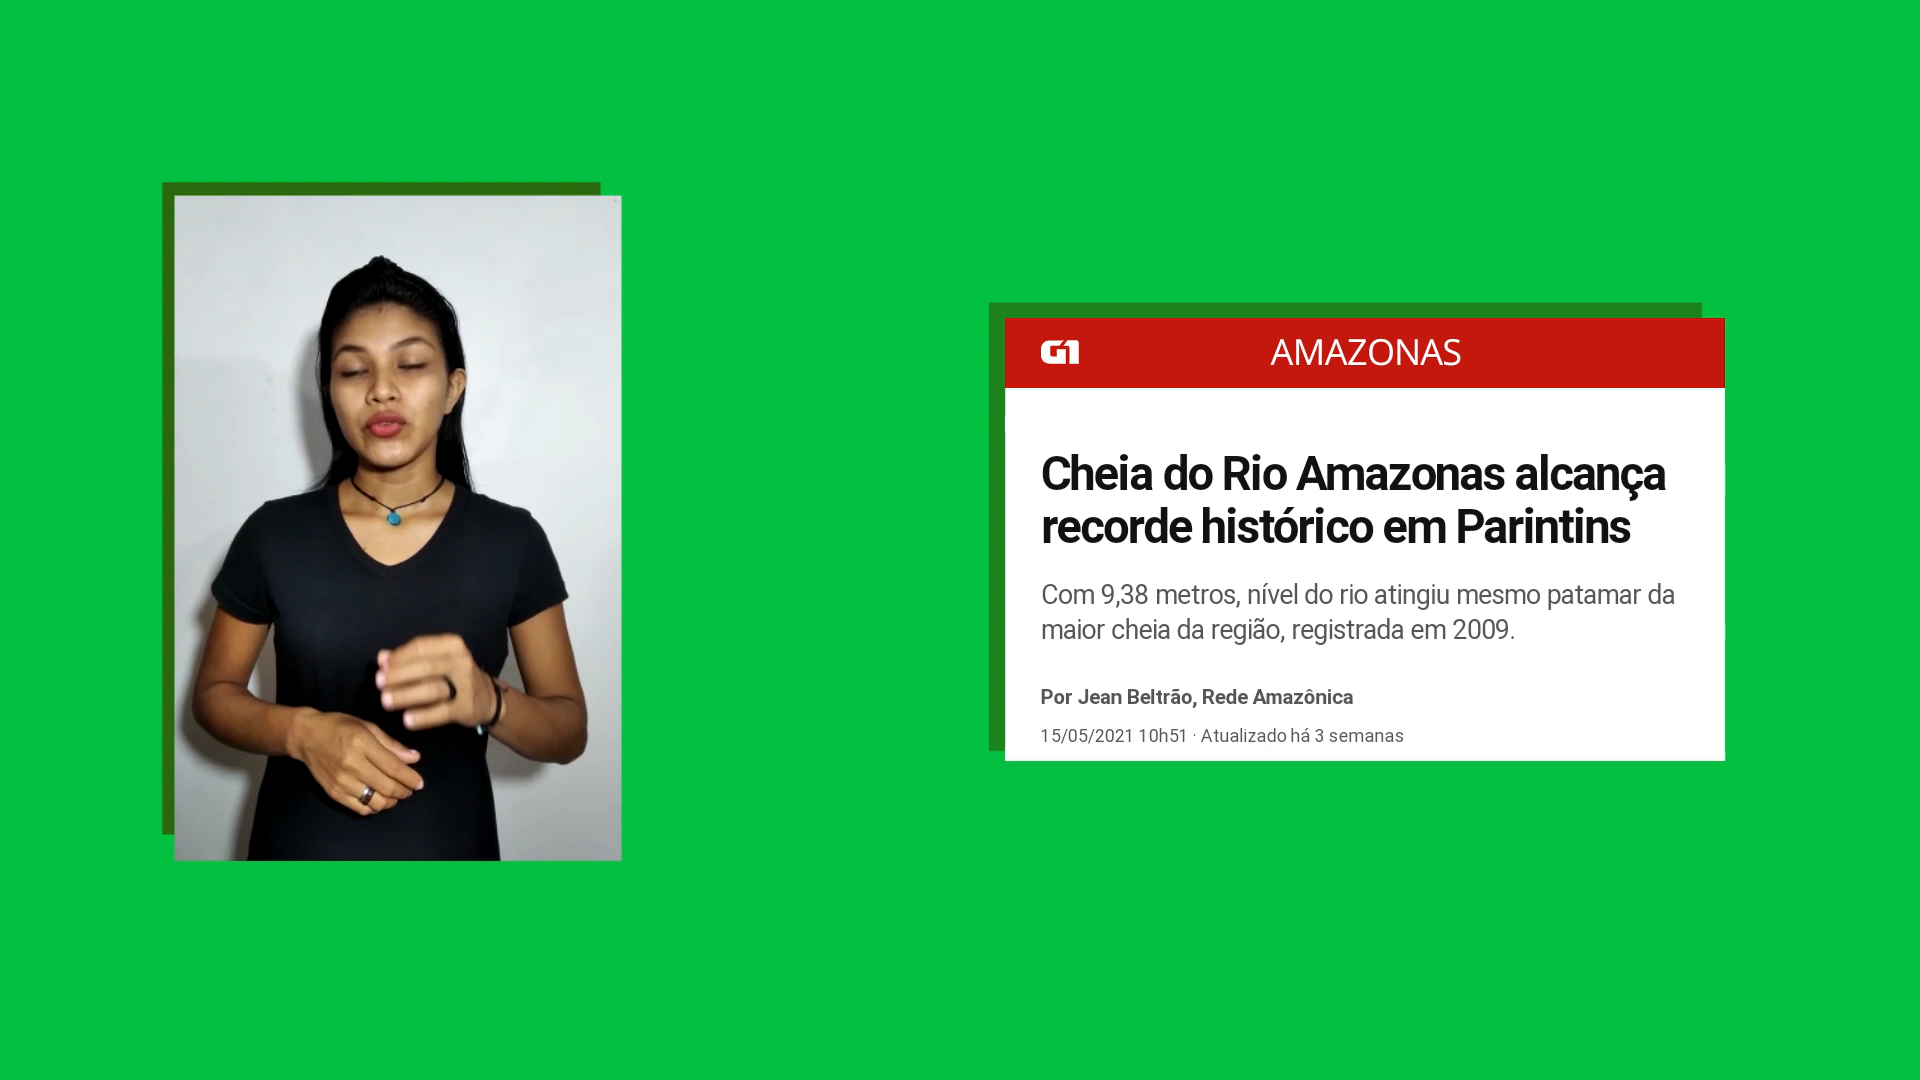 G1
AMAZONAS
Cheia do Rio Amazonas alcança
recorde histórico em Parintins
Com 9,38 metros, nível do rio atingiu mesmo patamar da
maior cheia da região, registrada em 2009.
Por Jean Beltrão, Rede Amazônica
15/05/2021 10h51 · Atualizado há 3 semanas